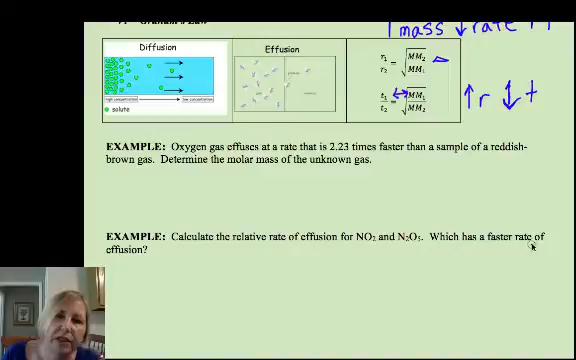 7. Graham's Law
↑ mass ↓ rate
Diffusion
high concentration
low concentration
solute
Effusion
r₁/r₂ = √MM₂/MM₁
t₁/t₂ = √MM₁/MM₂
↑ r ↓ t
EXAMPLE: Oxygen gas effuses at a rate that is 2.23 times faster than a sample of a reddish-
brown gas. Determine the molar mass of the unknown gas.
EXAMPLE: Calculate the relative rate of effusion for NO₂ and N₂O₅. Which has a faster rate of
effusion?